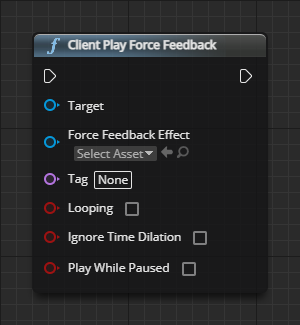 f Client Play Force Feedback
Target
Force Feedback Effect
Select Asset
Tag None
Looping
Ignore Time Dilation
Play While Paused